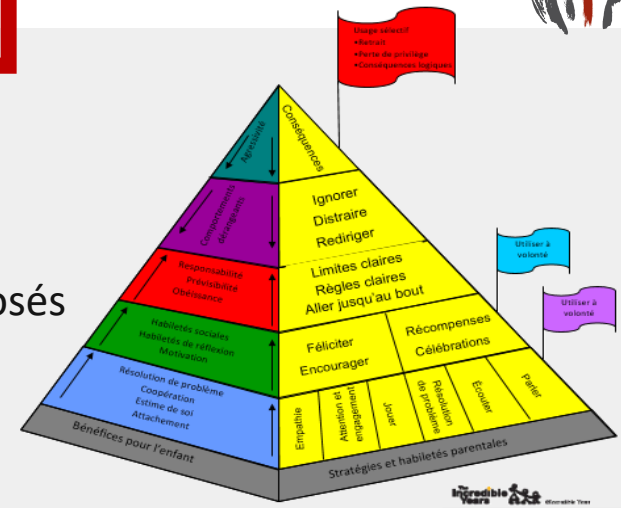 Usage sélectif
•Retrait
•Perte de privilège
•Conséquences logiques
Agressivité
Conséquences
Comportements
dérangeants
Ignorer
Distraire
Rediriger
Utiliser à
volonté
Responsabilité
Prévisibilité
Obéissance
Limites claires
Règles claires
Aller jusqu'au bout
Utiliser à
volonté
osés
Habiletés sociales
Habiletés de réflexion
Motivation
Féliciter
Encourager
Récompenses
Célébrations
Résolution de problème
Coopération
Estime de soi
Attachement
Empathie
Attention et
engagement
Jouer
Résolution
de problème
Écouter
Parler
Bénéfices pour l'enfant
Stratégies et habiletés parentales
The
Incredible
Years